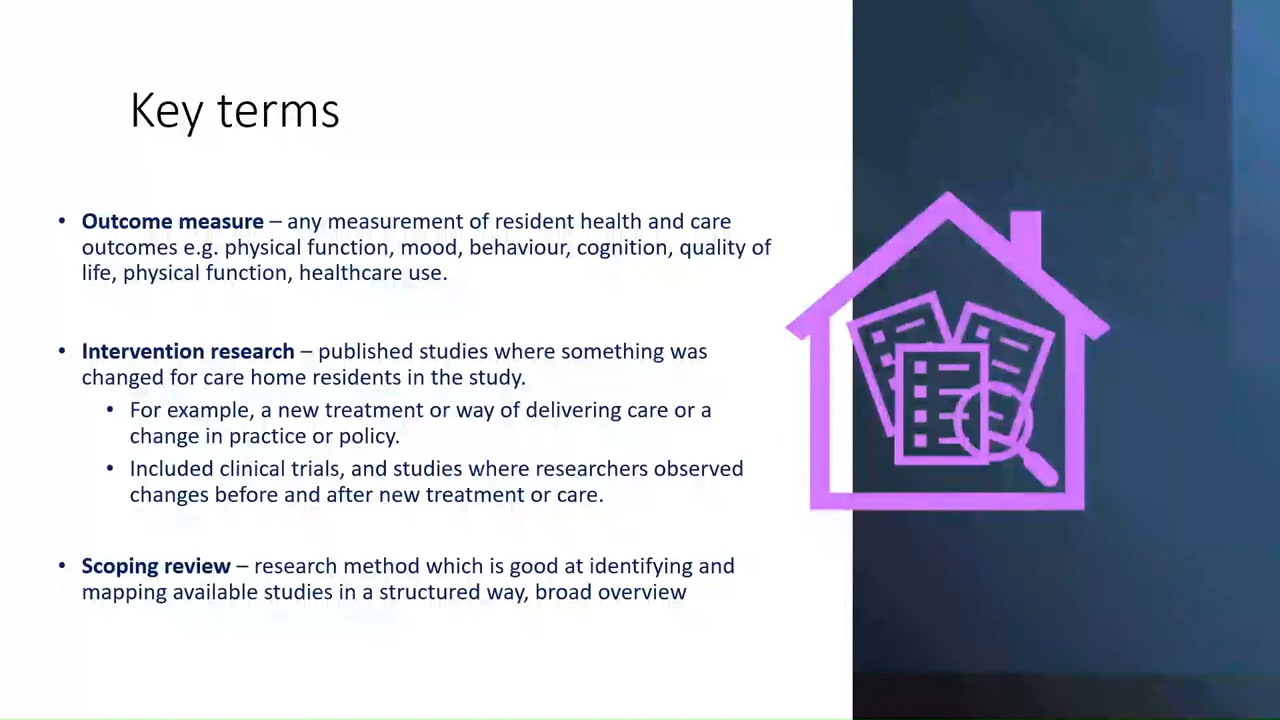 Key terms
• Outcome measure – any measurement of resident health and care
outcomes e.g. physical function, mood, behaviour, cognition, quality of
life, physical function, healthcare use.
• Intervention research – published studies where something was
changed for care home residents in the study.
• For example, a new treatment or way of delivering care or a
change in practice or policy.
• Included clinical trials, and studies where researchers observed
changes before and after new treatment or care.
• Scoping review – research method which is good at identifying and
mapping available studies in a structured way, broad overview